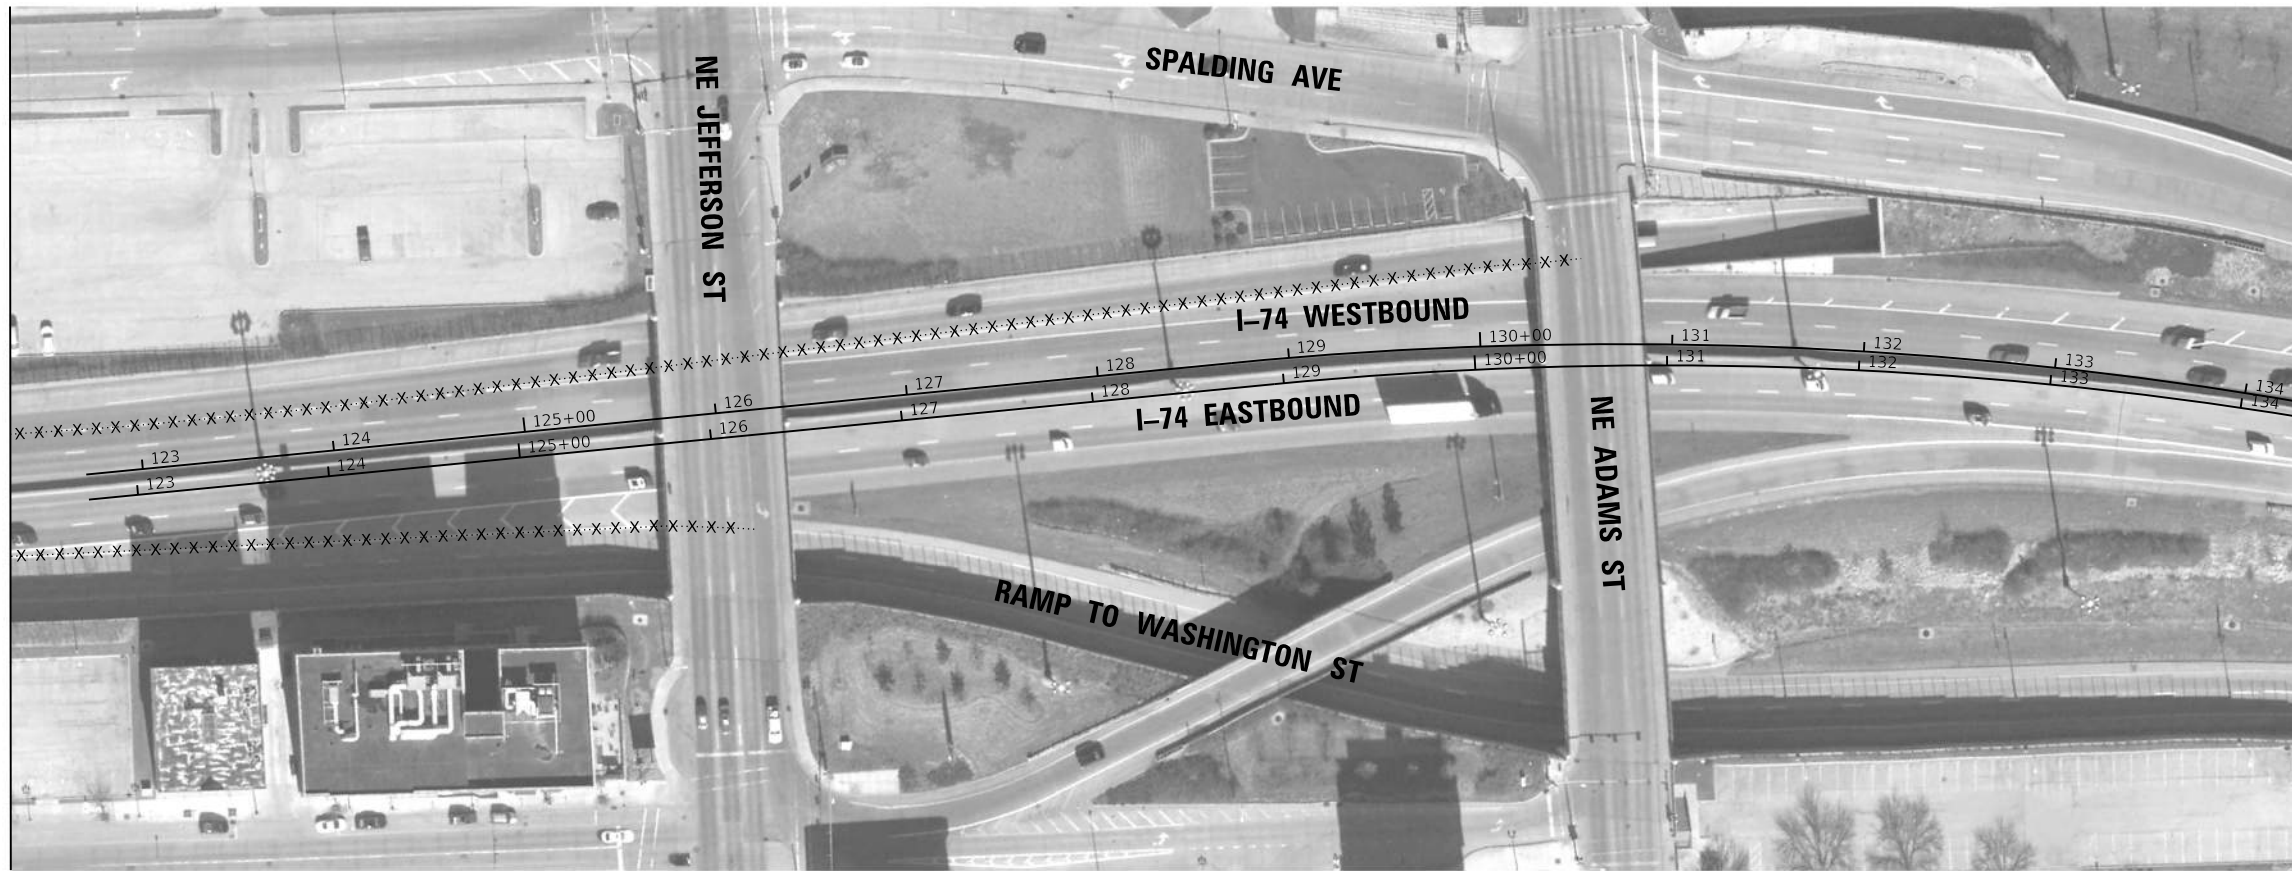 SPALDING AVE
NE JEFFERSON ST
I–74 WESTBOUND
123 124 125+00 126 127 128 129 130+00 131 132 133 134
123 124 125+00 126 127 128 129 130+00 131 132 133 134
I–74 EASTBOUND
NE ADAMS ST
RAMP TO WASHINGTON ST